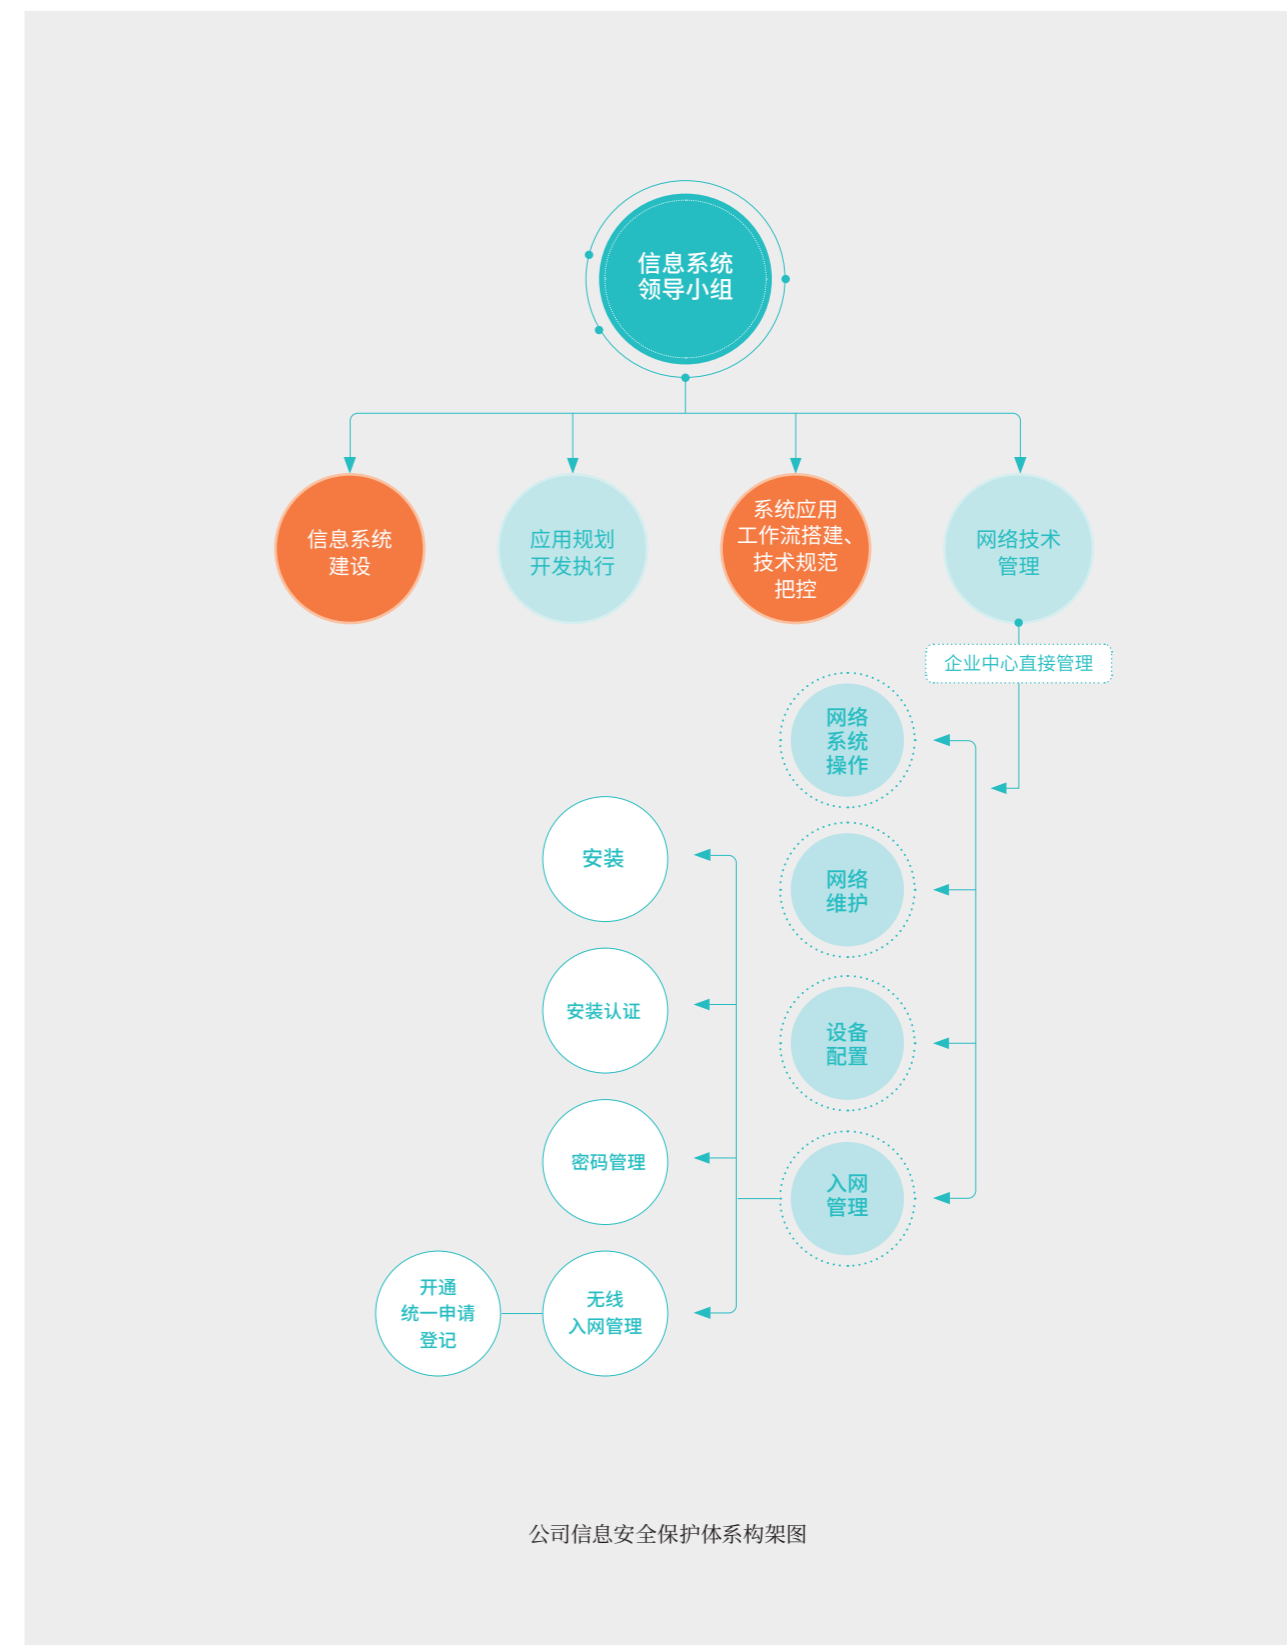 信息系统
领导小组
信息系统
建设
应用规划
开发执行
系统应用
工作流搭建、
技术规范
把控
网络技术
管理
企业中心直接管理
网络
系统
操作
网络
维护
设备
配置
入网
管理
安装
安装认证
密码管理
无线
入网管理
开通
统一申请
登记
公司信息安全保护体系构架图